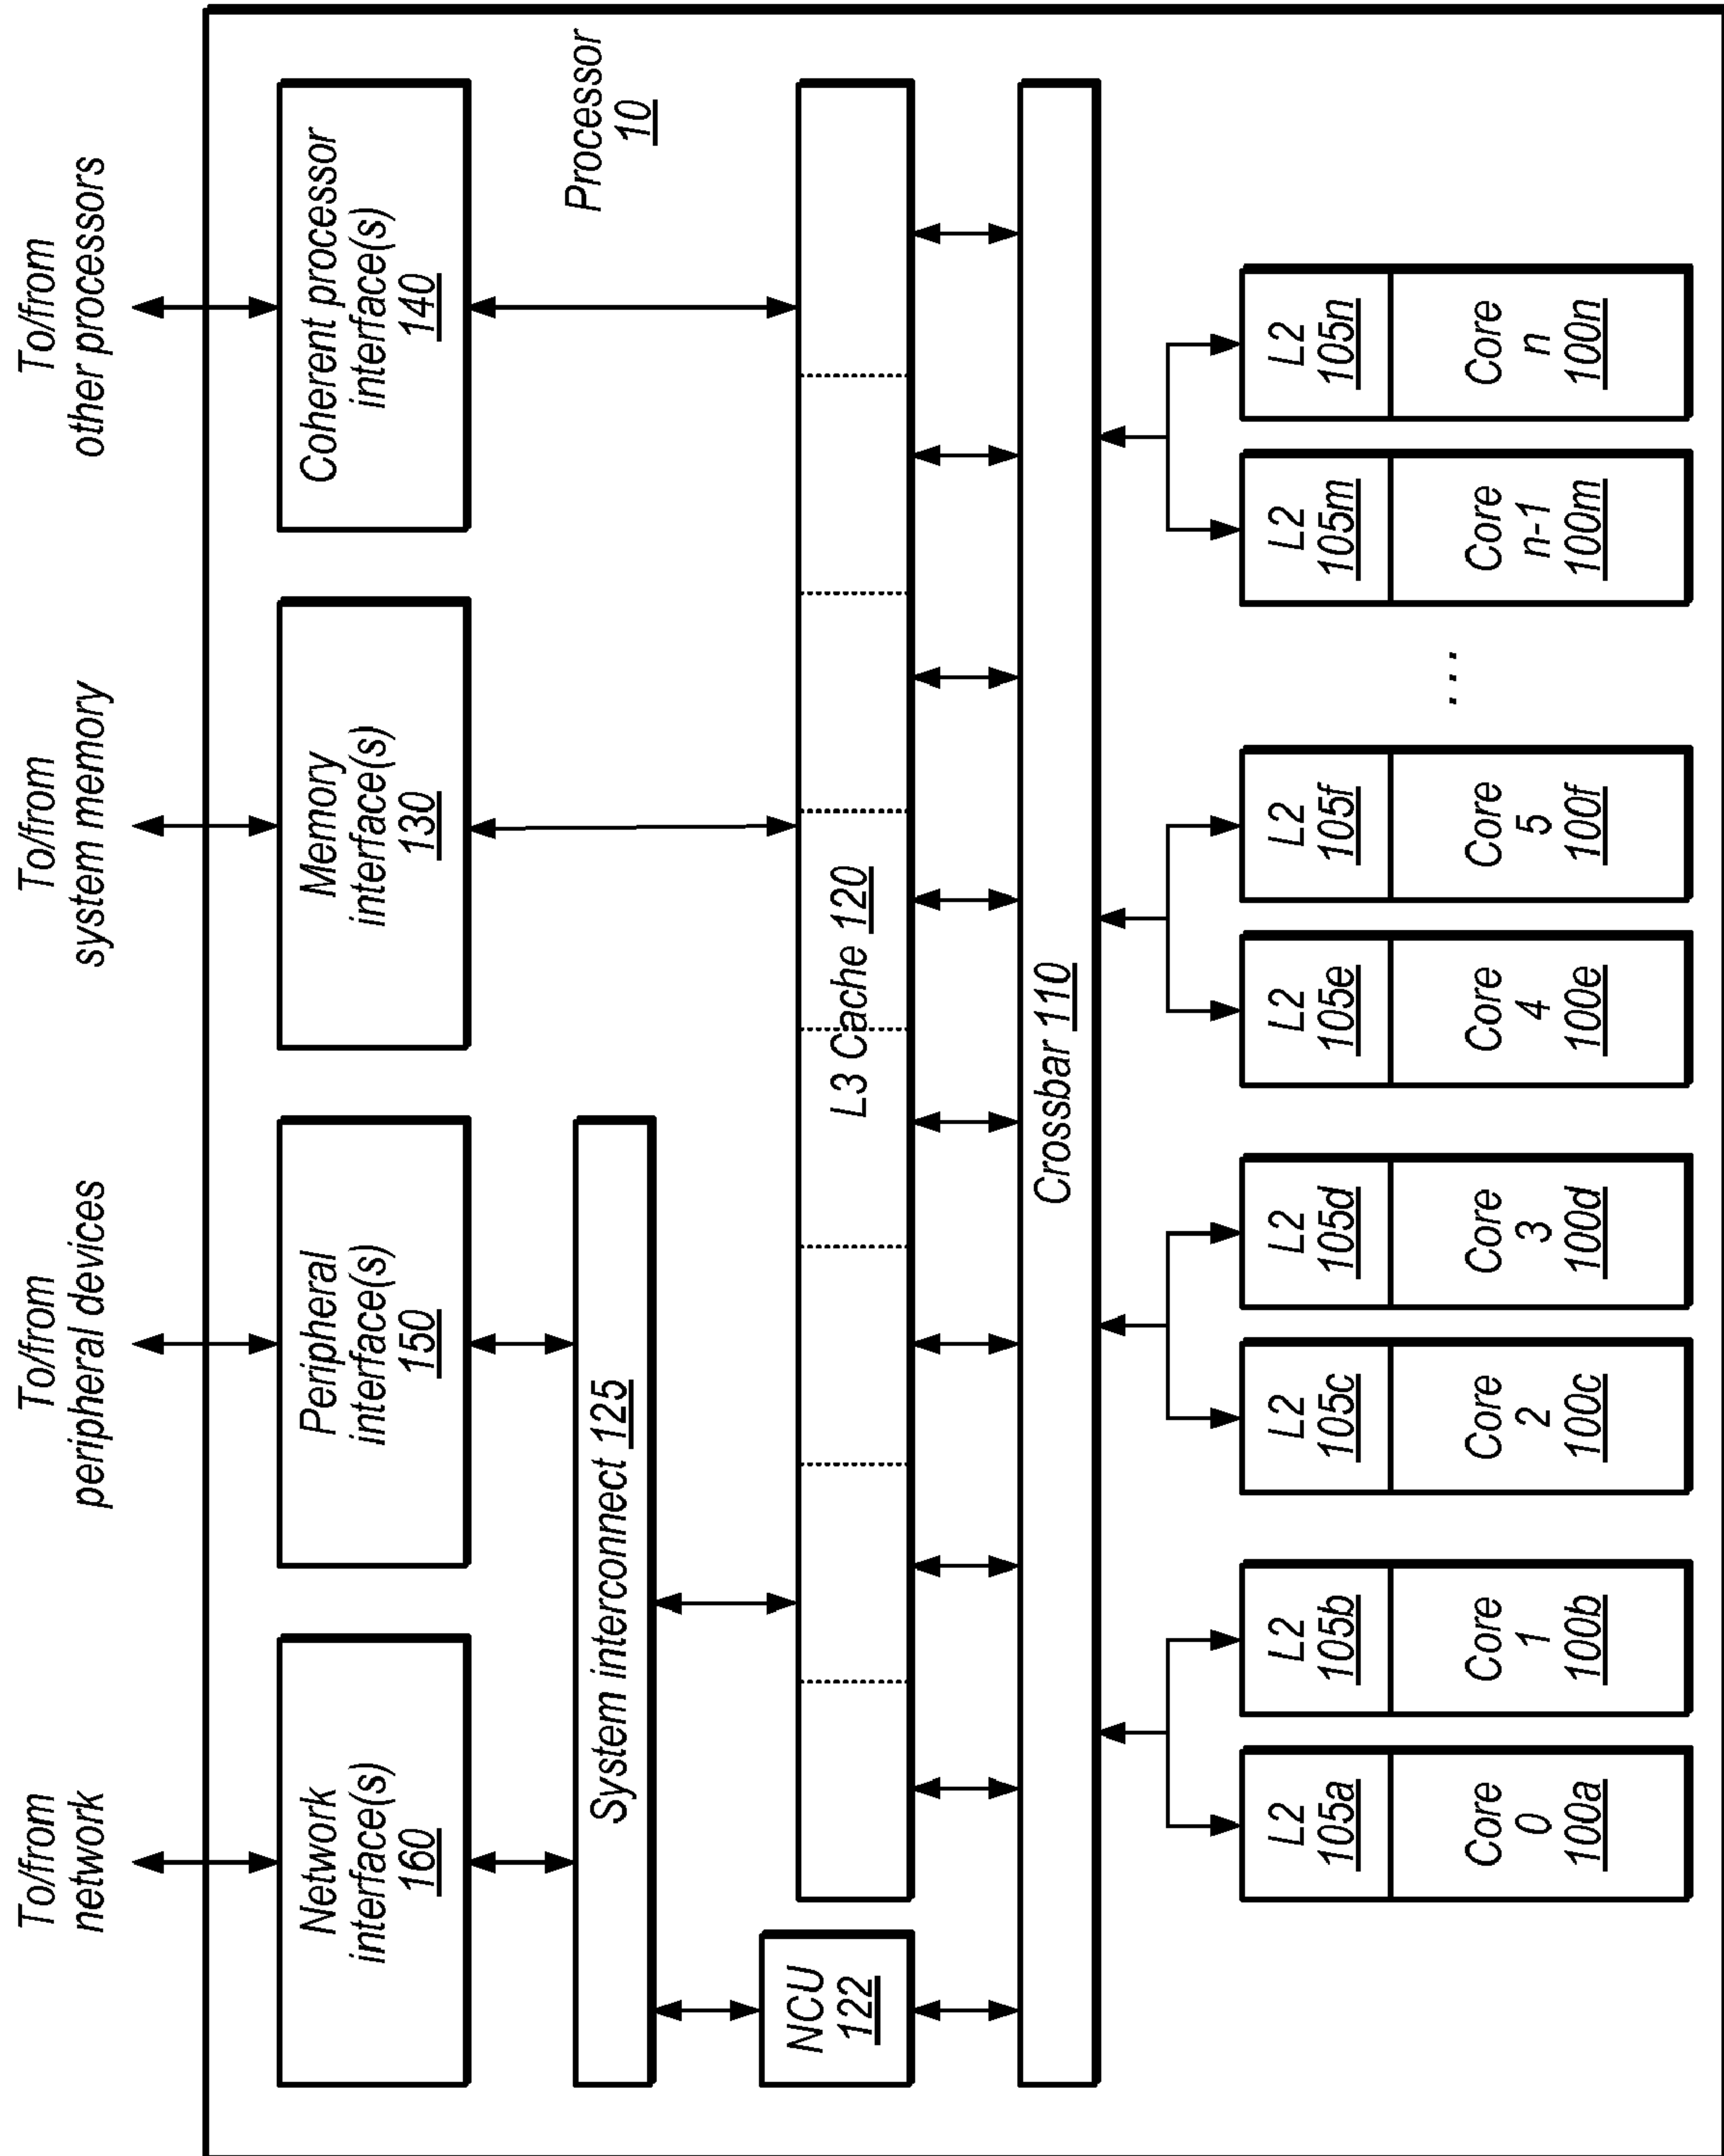 To/from
network
To/from
peripheral devices
To/from
system memory
To/from
other processors
Network
interface(s)
160
Peripheral
interface(s)
150
Memory
interface(s)
130
Coherent processor
interface(s)
140
System interconnect 125
Processor
10
NCU
122
L3 Cache 120
Crossbar 110
L2
105a
L2
105b
L2
105c
L2
105d
L2
105e
L2
105f
L2
105m
L2
105n
Core
0
100a
Core
1
100b
Core
2
100c
Core
3
100d
Core
4
100e
Core
5
100f
...
Core
n-1
100m
Core
n
100n